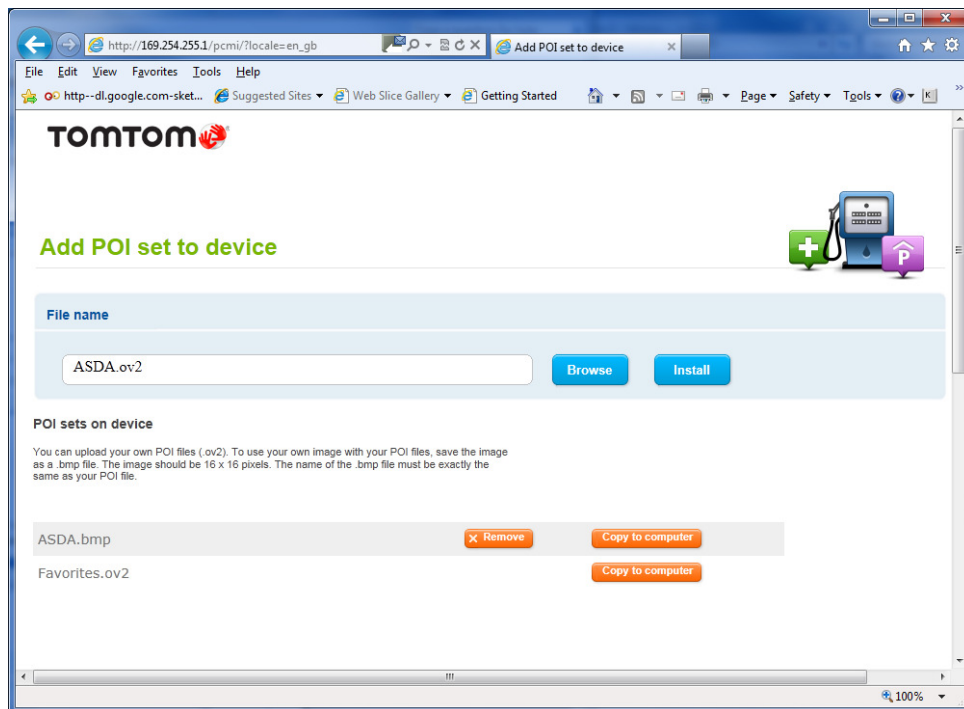 http://169.254.255.1/pcmi/?locale=en_gb
Add POI set to device
File Edit View Favorites Tools Help
http--dl.google.com-sket... Suggested Sites Web Slice Gallery Getting Started Page Safety Tools
TOMTOM
Add POI set to device
P
File name
ASDA.ov2 Browse Install
POI sets on device
You can upload your own POI files (.ov2). To use your own image with your POI files, save the image
as a .bmp file. The image should be 16 x 16 pixels. The name of the .bmp file must be exactly the
same as your POI file.
ASDA.bmp x Remove Copy to computer
Favorites.ov2 Copy to computer
100%